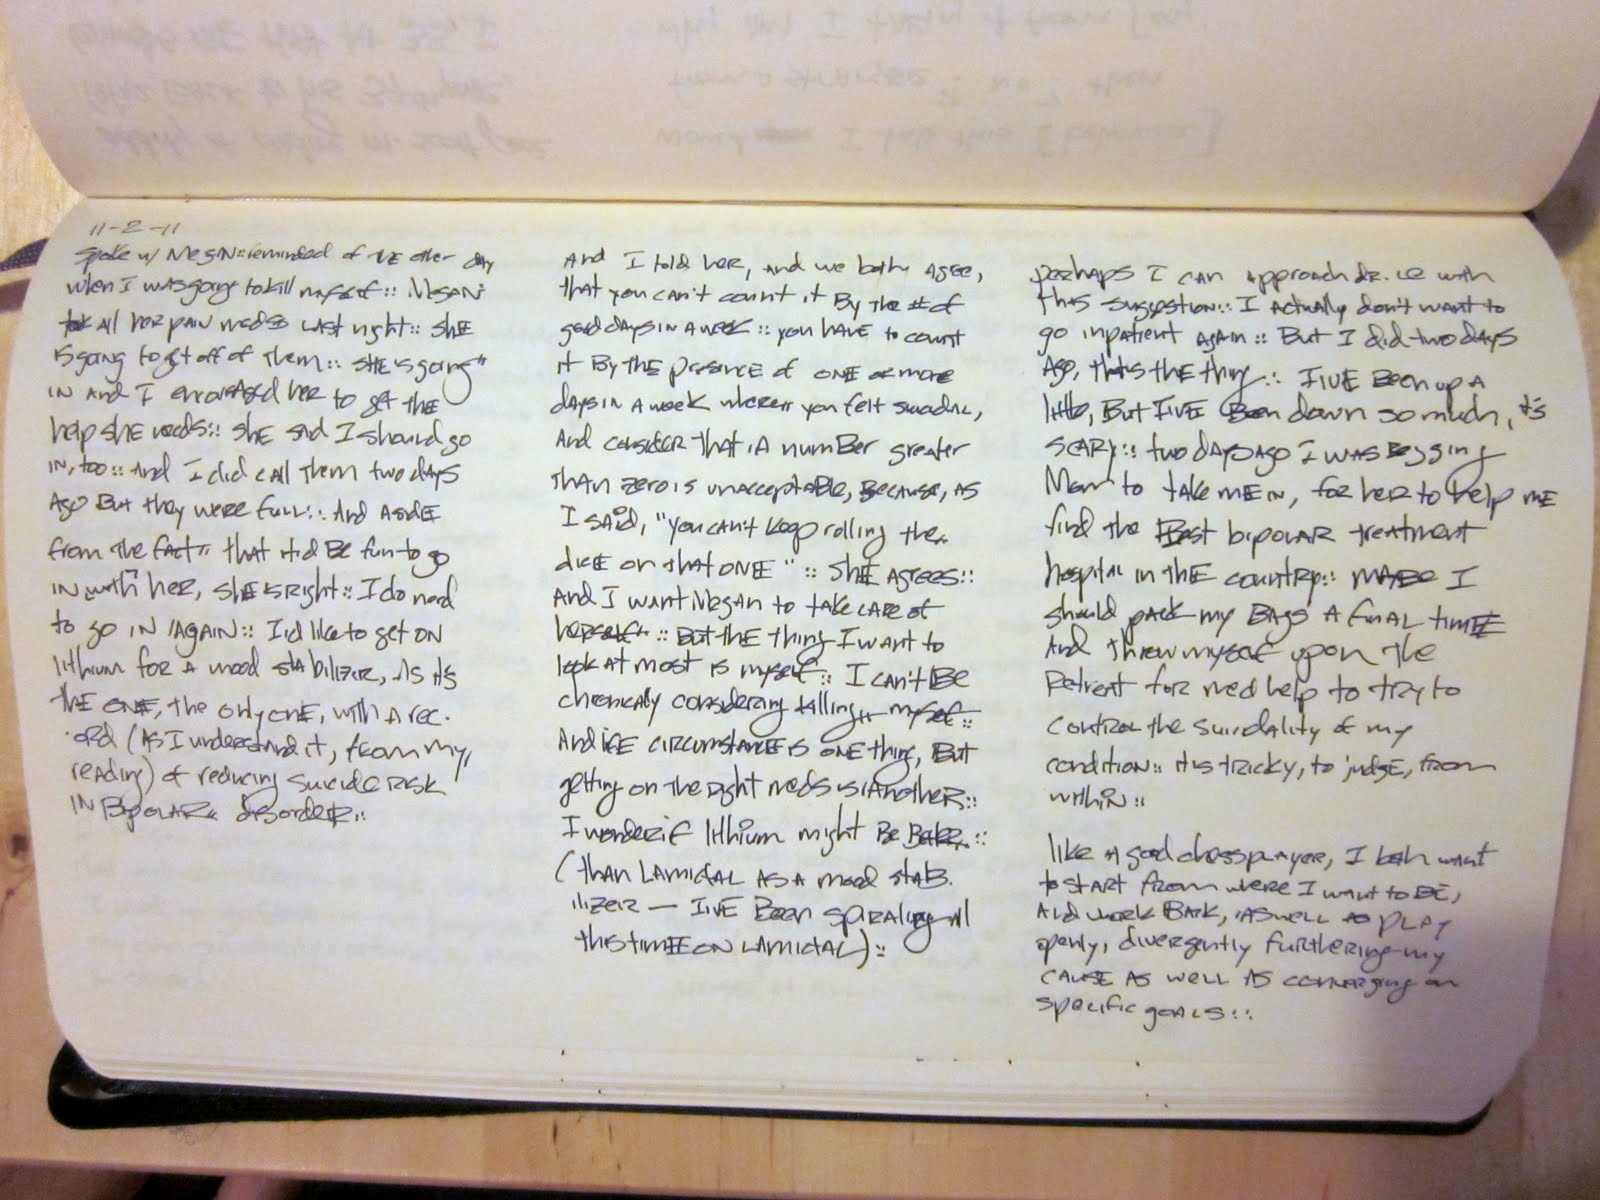 11-2-11
Spoke w/ Megan:: reminded of THE other day
when I was going to kill myself:: Megan
took all her pain meds last night:: SHE
is going to get off of them:: SHE is going
in and I encouraged her to get THE
help she needs:: she said I should go
in, too:: And I did call them two days
Ago But they were full:: And Aside
from THE fact that it'd BE fun to go
in with her, SHE is right:: I do need
to go IN AGAIN:: I'd like to get ON
lithium for A mood stabilizer, As it's
THE ONE, the only ONE, with A rec-
ord (As I understand it, from my
reading) of reducing suicide RISK
IN BipolAR disorder::
And I told her, and we both Agree,
that you can't count it By THE # of
good days in A week:: you HAVE to count
it By THE presence of ONE or more
days in A week where you felt suicidal,
And consider that A number greater
THAN zero is unacceptable, Because, as
I said, "you can't keep rolling the
dice on that ONE":: SHE Agrees::
And I want Megan to take care of
herself:: But the thing I want to
look at most is myself:: I can't BE
chemically considering killing myself::
And life circumstance is ONE thing, But
getting on the right meds is Another::
I wonder if lithium might BE Better::
(than LAmictAL AS A mood stab-
ilizer — I'VE Been spiraling all
this time ON LAmictAL)::
perhaps I can approach Dr. Le with
this suggestion:: I Actually don't want to
go inpatient Again:: But I did two days
Ago, that's THE thing:: I'VE BEEN up A
little, But I'VE Been down so much, it's
SCARY:: two days ago I was Begging
Mom to take me in, for her to help me
find the Best bipolar treatment
hospital in the country:: MAYBE I
should pack my BAGS A final time
And throw myself upon the
Retreat for med help to try to
control the suicidality of my
condition:: it is tricky, to judge, from
within::
like A good chessplayer, I both want
to start from where I want to BE,
And work BACK, AS well AS PLAY
openly, divergently furthering my
CAUSE AS well AS converging on
specific goals::